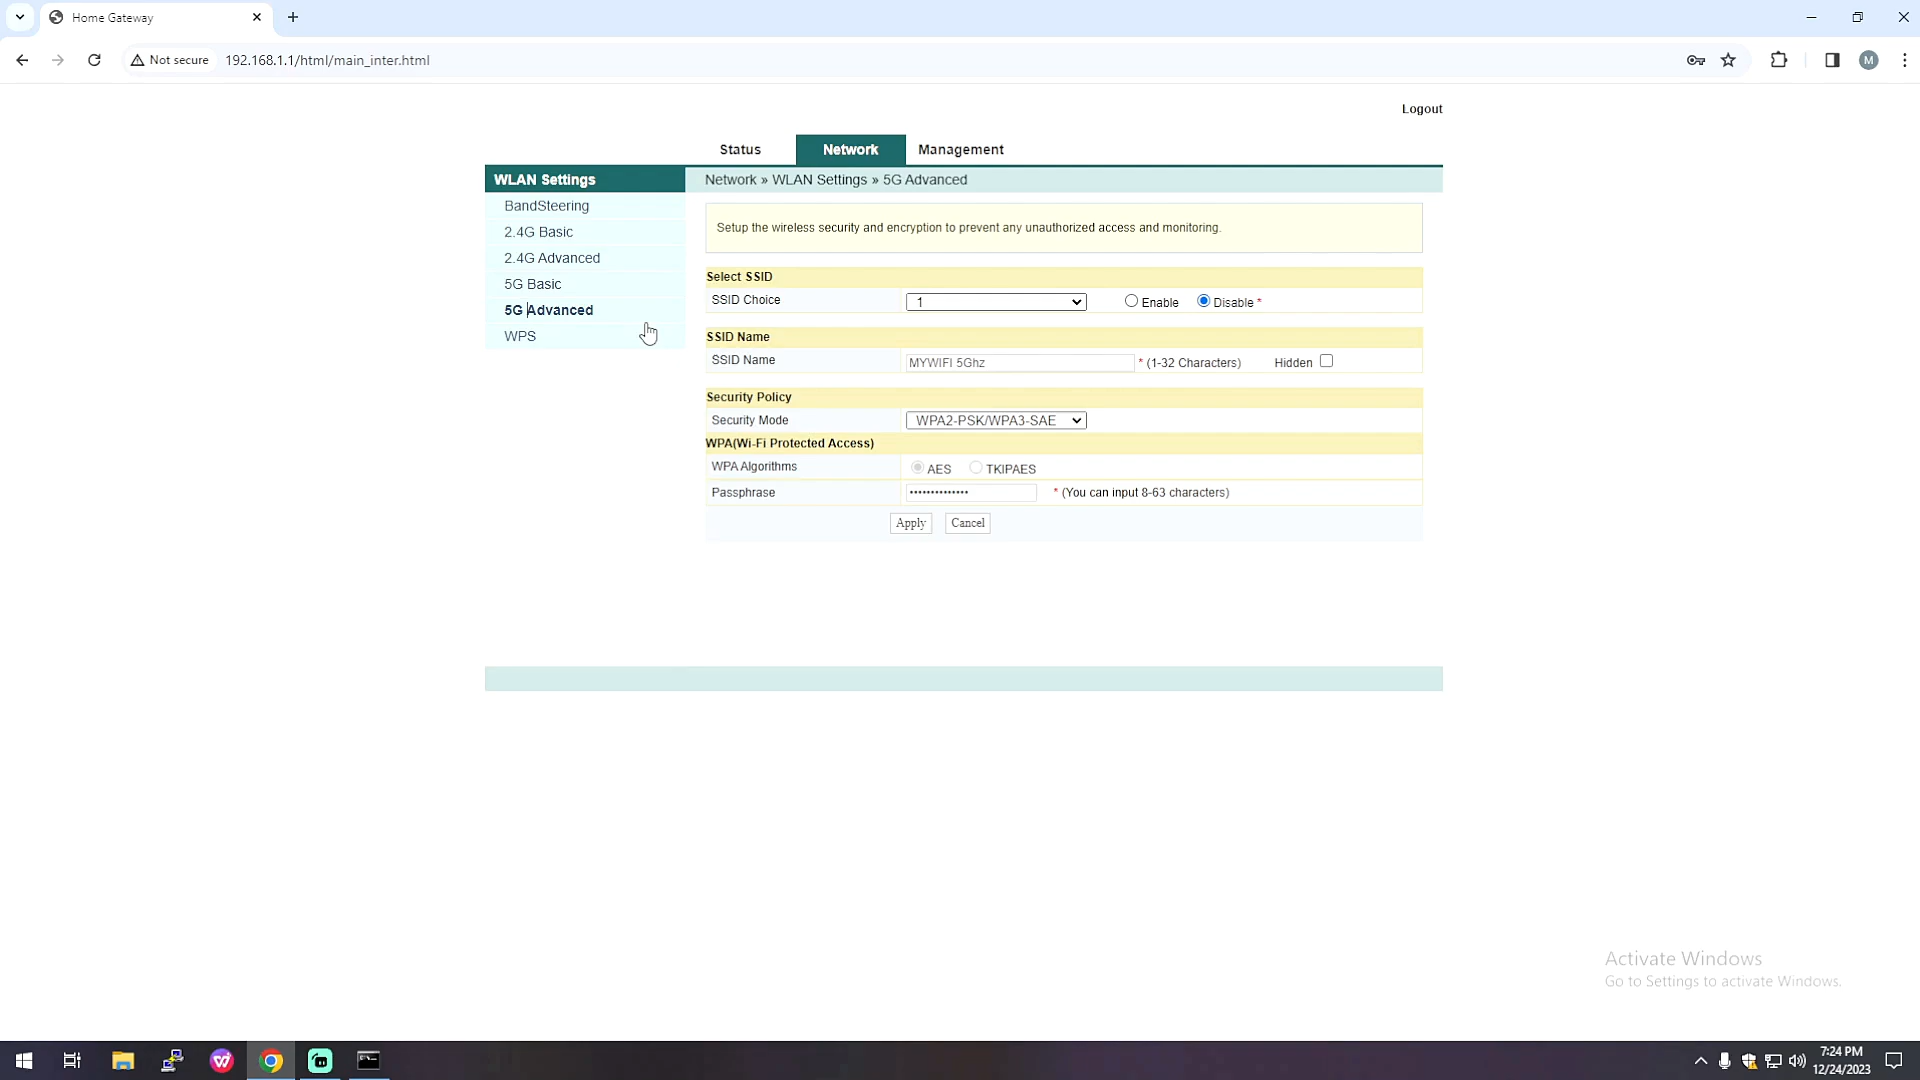 Home Gateway
Not secure 192.168.1.1/html/main_inter.html
M
Logout
Status Network Management
WLAN Settings
Network » WLAN Settings » 5G Advanced
BandSteering
2.4G Basic
2.4G Advanced
5G Basic
5G Advanced
WPS
Setup the wireless security and encryption to prevent any unauthorized access and monitoring.
Select SSID
SSID Choice 1 Enable Disable *
SSID Name
SSID Name MYWIFI 5Ghz * (1-32 Characters) Hidden
Security Policy
Security Mode WPA2-PSK/WPA3-SAE
WPA(Wi-Fi Protected Access)
WPA Algorithms AES TKIPAES
Passphrase •••••••••••••• * (You can input 8-63 characters)
Apply Cancel
Activate Windows
Go to Settings to activate Windows.
7:24 PM
12/24/2023